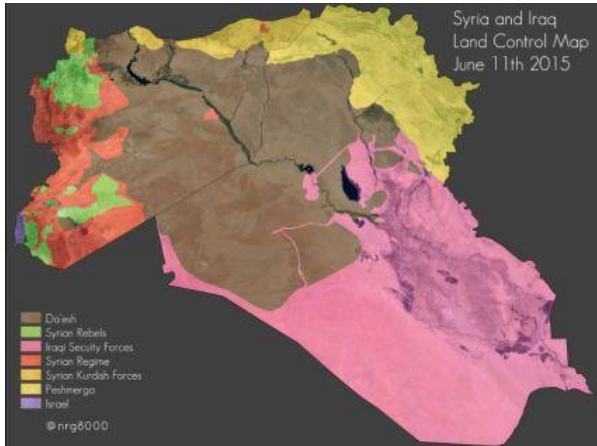 Syria and Iraq
Land Control Map
June 11th 2015
Da'esh
Syrian Rebels
Iraqi Secuity Forces
Syrian Regime
Syrian Kurdish Forces
Peshmerga
Israel
@nrg8000